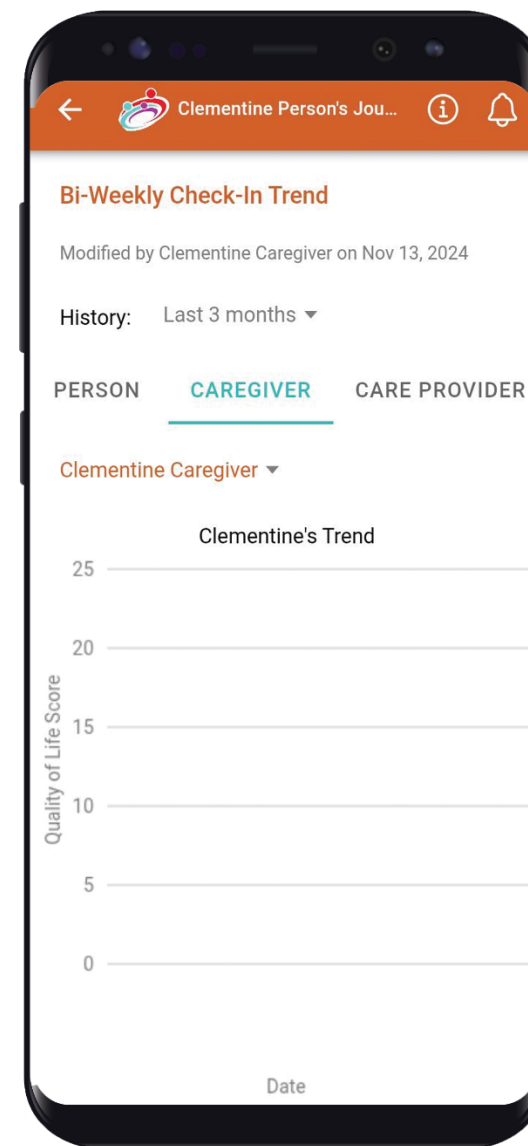 Clementine Person's Jou...
Bi-Weekly Check-In Trend
Modified by Clementine Caregiver on Nov 13, 2024
History: Last 3 months
PERSON CAREGIVER CARE PROVIDER
Clementine Caregiver
Clementine's Trend
25
20
15
10
5
0
Quality of Life Score
Date